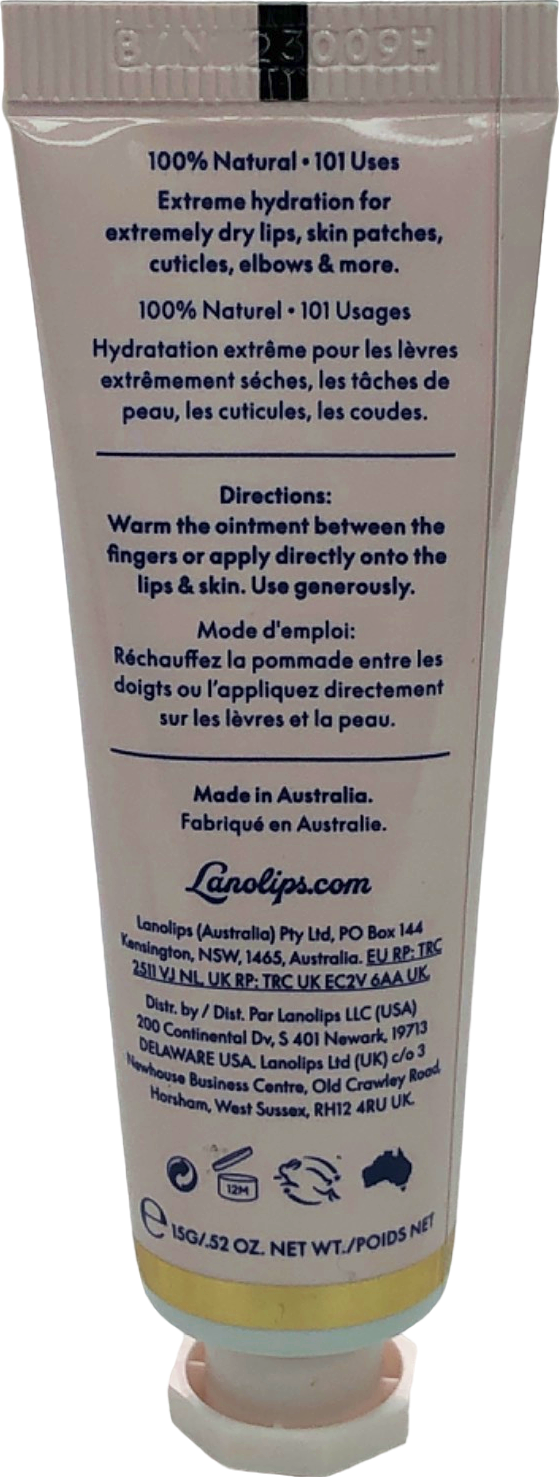 B/N 23009H
100% Natural • 101 Uses
Extreme hydration for
extremely dry lips, skin patches,
cuticles, elbows & more.
100% Naturel • 101 Usages
Hydratation extrême pour les lèvres
extrêmement séches, les tâches de
peau, les cuticules, les coudes.
Directions:
Warm the ointment between the
fingers or apply directly onto the
lips & skin. Use generously.
Mode d'emploi:
Réchauffez la pommade entre les
doigts ou l'appliquez directement
sur les lèvres et la peau.
Made in Australia.
Fabriqué en Australie.
Lanolips.com
Lanolips (Australia) Pty Ltd, PO Box 144
Kensington, NSW, 1465, Australia. EU RP: TRC
2511 VJ NL. UK RP: TRC UK EC2V 6AA UK.
Distr. by / Dist. Par Lanolips LLC (USA)
200 Continental Dv, S 401 Newark, 19713
DELAWARE USA. Lanolips Ltd (UK) c/o 3
Newhouse Business Centre, Old Crawley Road,
Horsham, West Sussex, RH12 4RU UK.
12M
e 15G/.52 OZ. NET WT./POIDS NET